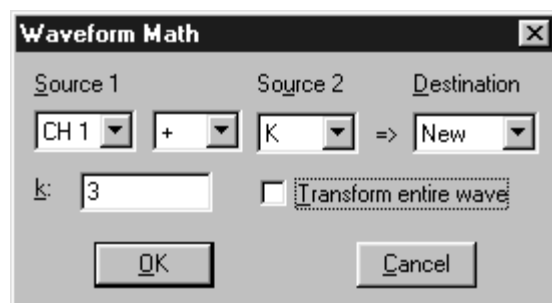 Waveform Math
Source 1 Source 2 Destination
CH 1 + K => New
k: 3 Transform entire wave
OK Cancel